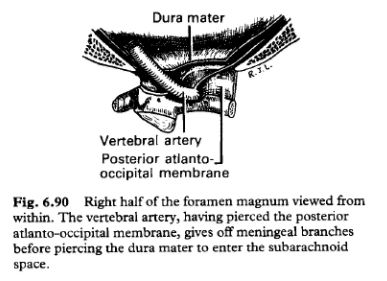 Dura mater
R.J.L.
Vertebral artery
Posterior atlanto-
occipital membrane
Fig. 6.90 Right half of the foramen magnum viewed from
within. The vertebral artery, having pierced the posterior
atlanto-occipital membrane, gives off meningeal branches
before piercing the dura mater to enter the subarachnoid
space.